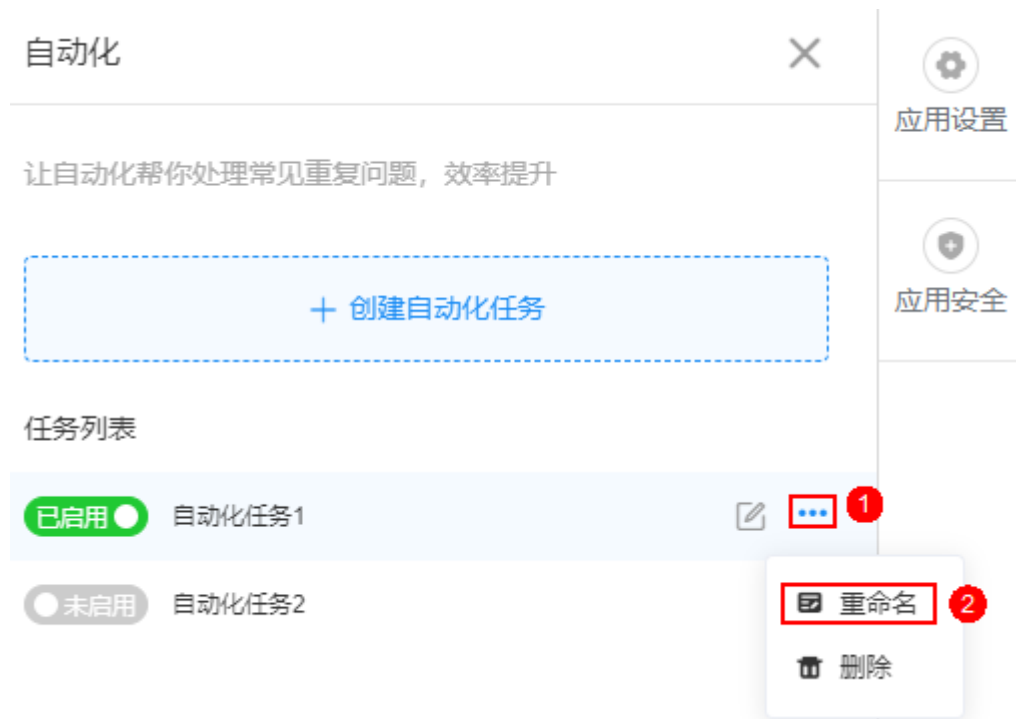 自动化
应用设置
让自动化帮你处理常见重复问题，效率提升
应用安全
创建自动化任务
任务列表
已启用 自动化任务1 1
未启用 自动化任务2
重命名 2
删除